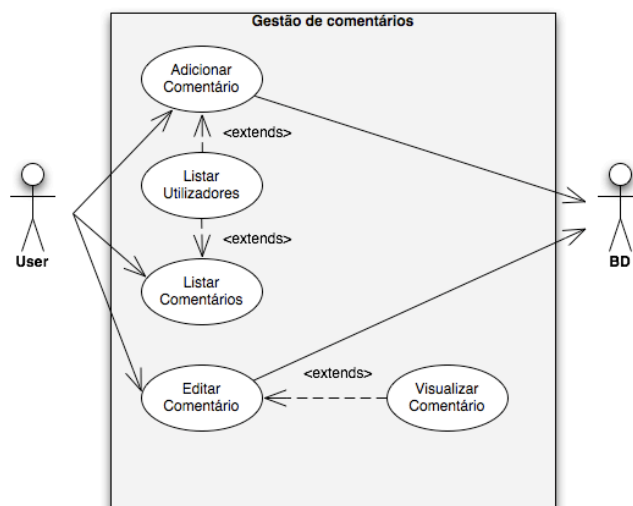 Gestão de comentários
Adicionar
Comentário
<extends>
Listar
Utilizadores
User
BD
<extends>
Listar
Comentários
Editar
Comentário
<extends>
Visualizar
Comentário